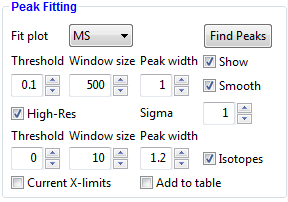 Peak Fitting
Fit plot MS Find Peaks
Threshold Window size Peak width Show
0.1 500 1 Smooth
High-Res Sigma 1
Threshold Window size Peak width
0 10 1.2 Isotopes
Current X-limits Add to table